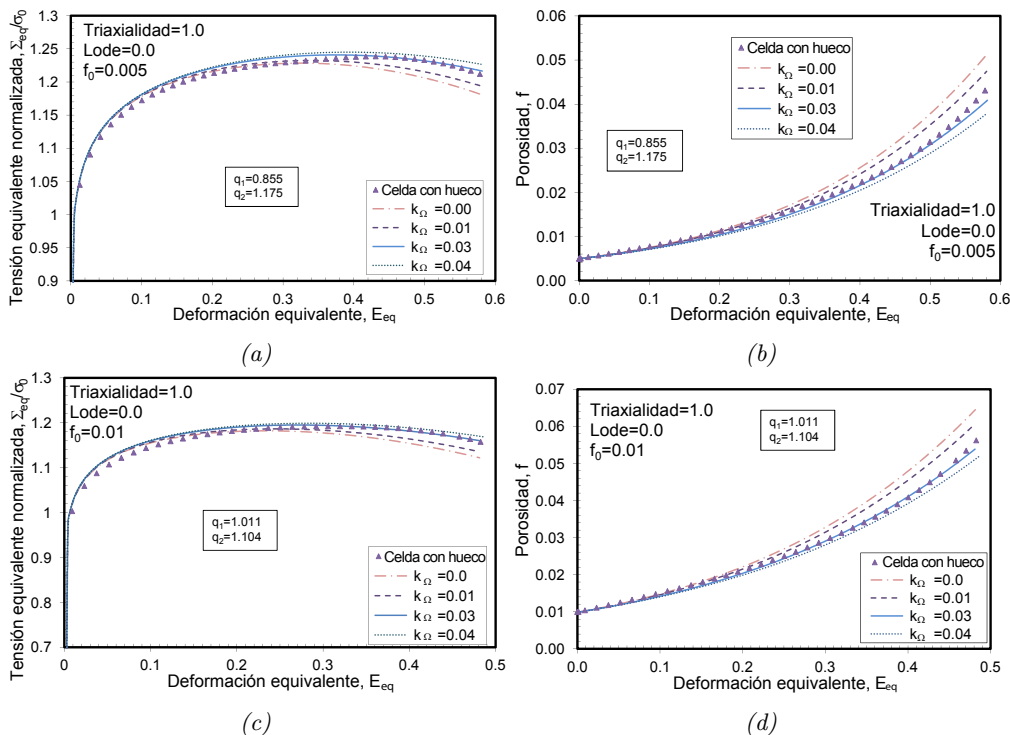 Triaxialidad=1.0
Lode=0.0
f₀=0.005
Tensión equivalente normalizada, Σeq/σ₀
1.3
1.25
1.2
1.15
1.1
1.05
1
0.95
0.9
q₁=0.855
q₂=1.175
Celda con hueco
kΩ =0.00
kΩ =0.01
kΩ =0.03
kΩ =0.04
0 0.1 0.2 0.3 0.4 0.5 0.6
Deformación equivalente, Eeq
(a)
Porosidad, f
0.06
0.05
0.04
0.03
0.02
0.01
0.00
Celda con hueco
kΩ =0.00
kΩ =0.01
kΩ =0.03
kΩ =0.04
q₁=0.855
q₂=1.175
Triaxialidad=1.0
Lode=0.0
f₀=0.005
0 0.1 0.2 0.3 0.4 0.5 0.6
Deformación equivalente, Eeq
(b)
Triaxialidad=1.0
Lode=0.0
f₀=0.01
Tensión equivalente normalizada, Σeq/σ₀
1.3
1.2
1.1
1
0.9
0.8
0.7
q₁=1.011
q₂=1.104
Celda con hueco
kΩ =0.0
kΩ =0.01
kΩ =0.03
kΩ =0.04
0 0.1 0.2 0.3 0.4 0.5
Deformación equivalente, Eeq
(c)
Porosidad, f
0.07
0.06
0.05
0.04
0.03
0.02
0.01
0.00
Triaxialidad=1.0
Lode=0.0
f₀=0.01
q₁=1.011
q₂=1.104
Celda con hueco
kΩ =0.0
kΩ =0.01
kΩ =0.03
kΩ =0.04
0.0 0.1 0.2 0.3 0.4 0.5
Deformación equivalente, Eeq
(d)